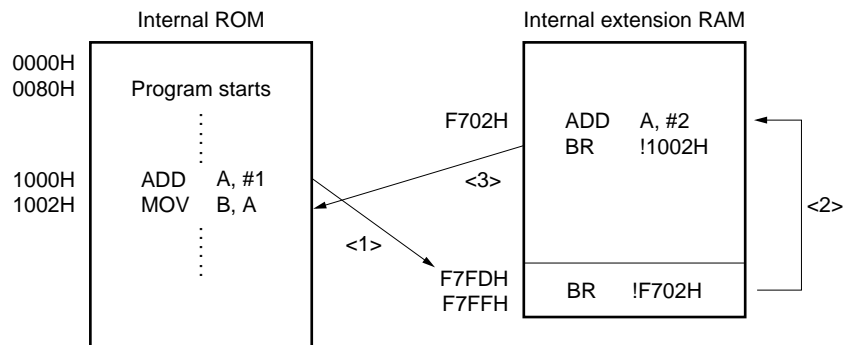 Internal ROM
0000H
0080H
Program starts
1000H
ADD A, #1
1002H
MOV B, A
<1>
<3>
Internal extension RAM
F702H
ADD A, #2
BR !1002H
<2>
F7FDH
F7FFH
BR !F702H